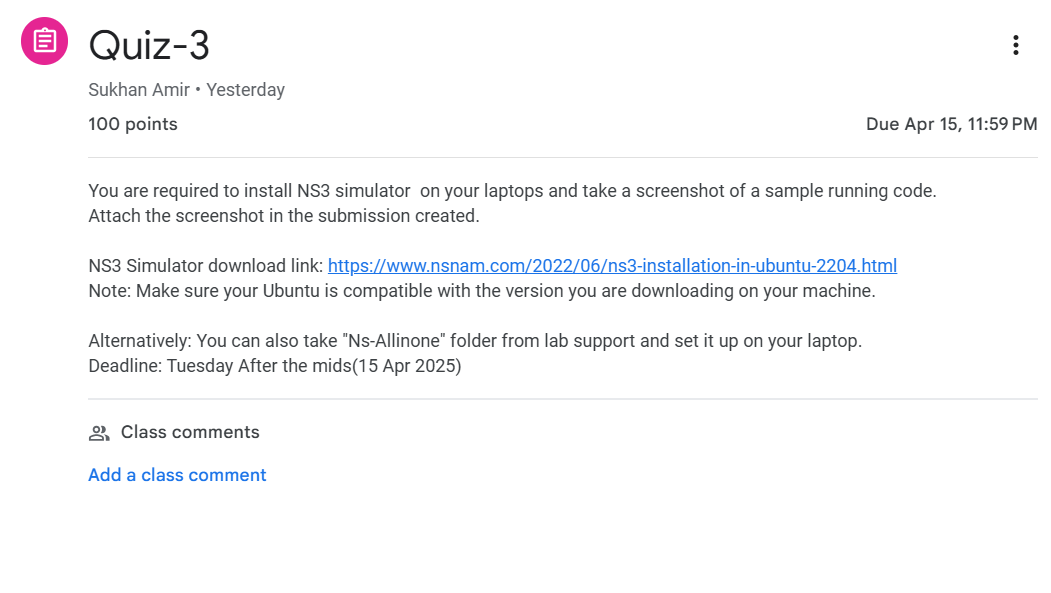 Quiz-3
Sukhan Amir • Yesterday
100 points
Due Apr 15, 11:59 PM
You are required to install NS3 simulator  on your laptops and take a screenshot of a sample running code.
Attach the screenshot in the submission created.
NS3 Simulator download link: https://www.nsnam.com/2022/06/ns3-installation-in-ubuntu-2204.html
Note: Make sure your Ubuntu is compatible with the version you are downloading on your machine.
Alternatively: You can also take "Ns-Allinone" folder from lab support and set it up on your laptop.
Deadline: Tuesday After the mids(15 Apr 2025)
Class comments
Add a class comment